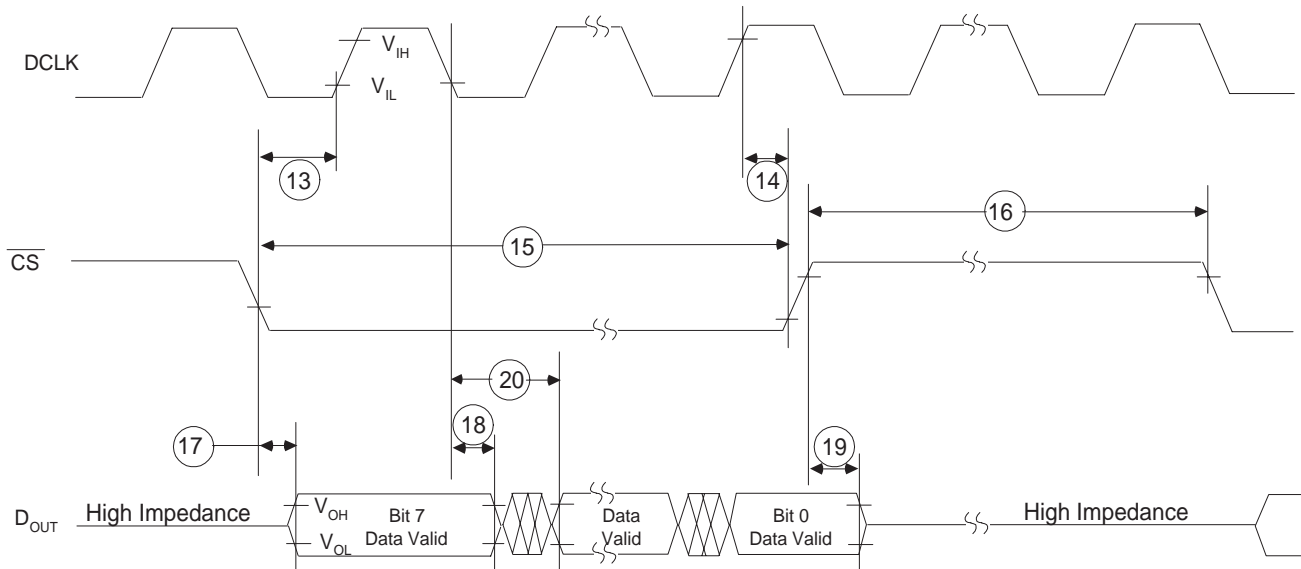 DCLK
V_IH
V_IL
13
14
16
15
CS
20
18
17
19
D_OUT
High Impedance
V_OH
V_OL
Bit 7
Data Valid
Data
Valid
Bit 0
Data Valid
High Impedance